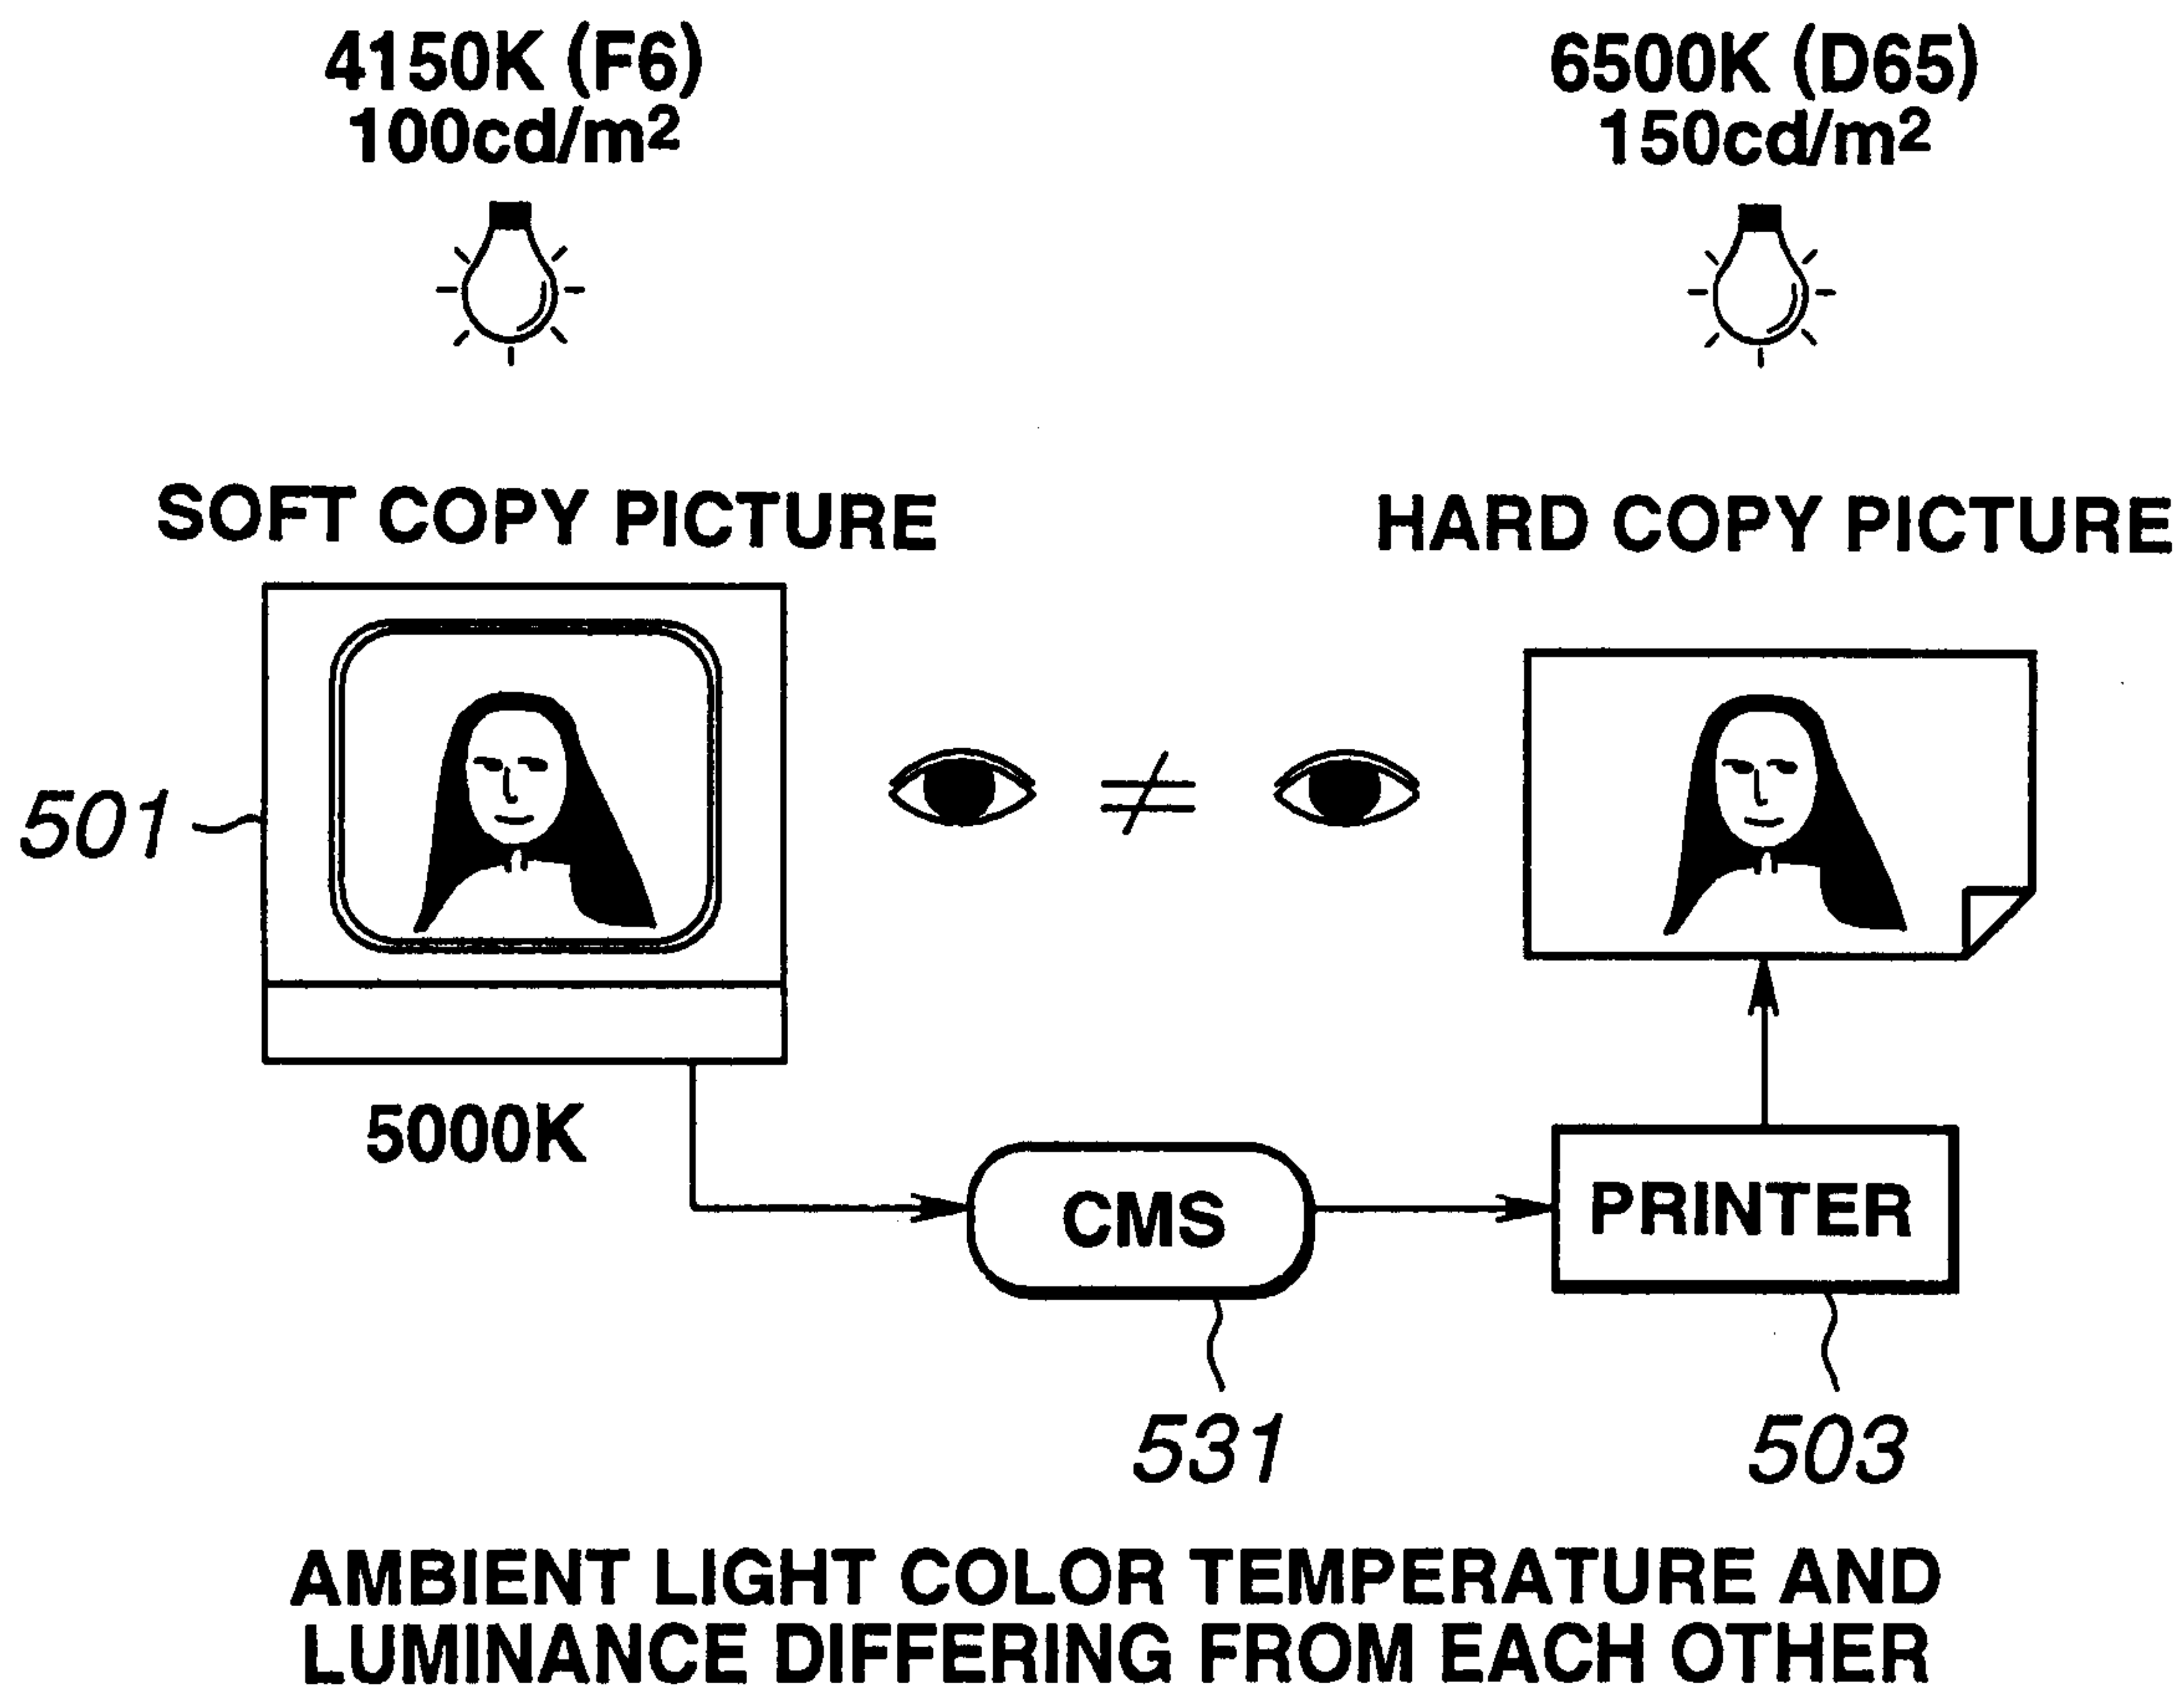 4150K (F6)
100cd/m2
6500K (D65)
150cd/m2
SOFT COPY PICTURE
HARD COPY PICTURE
501
≠
5000K
CMS
PRINTER
531
503
AMBIENT LIGHT COLOR TEMPERATURE AND
LUMINANCE DIFFERING FROM EACH OTHER